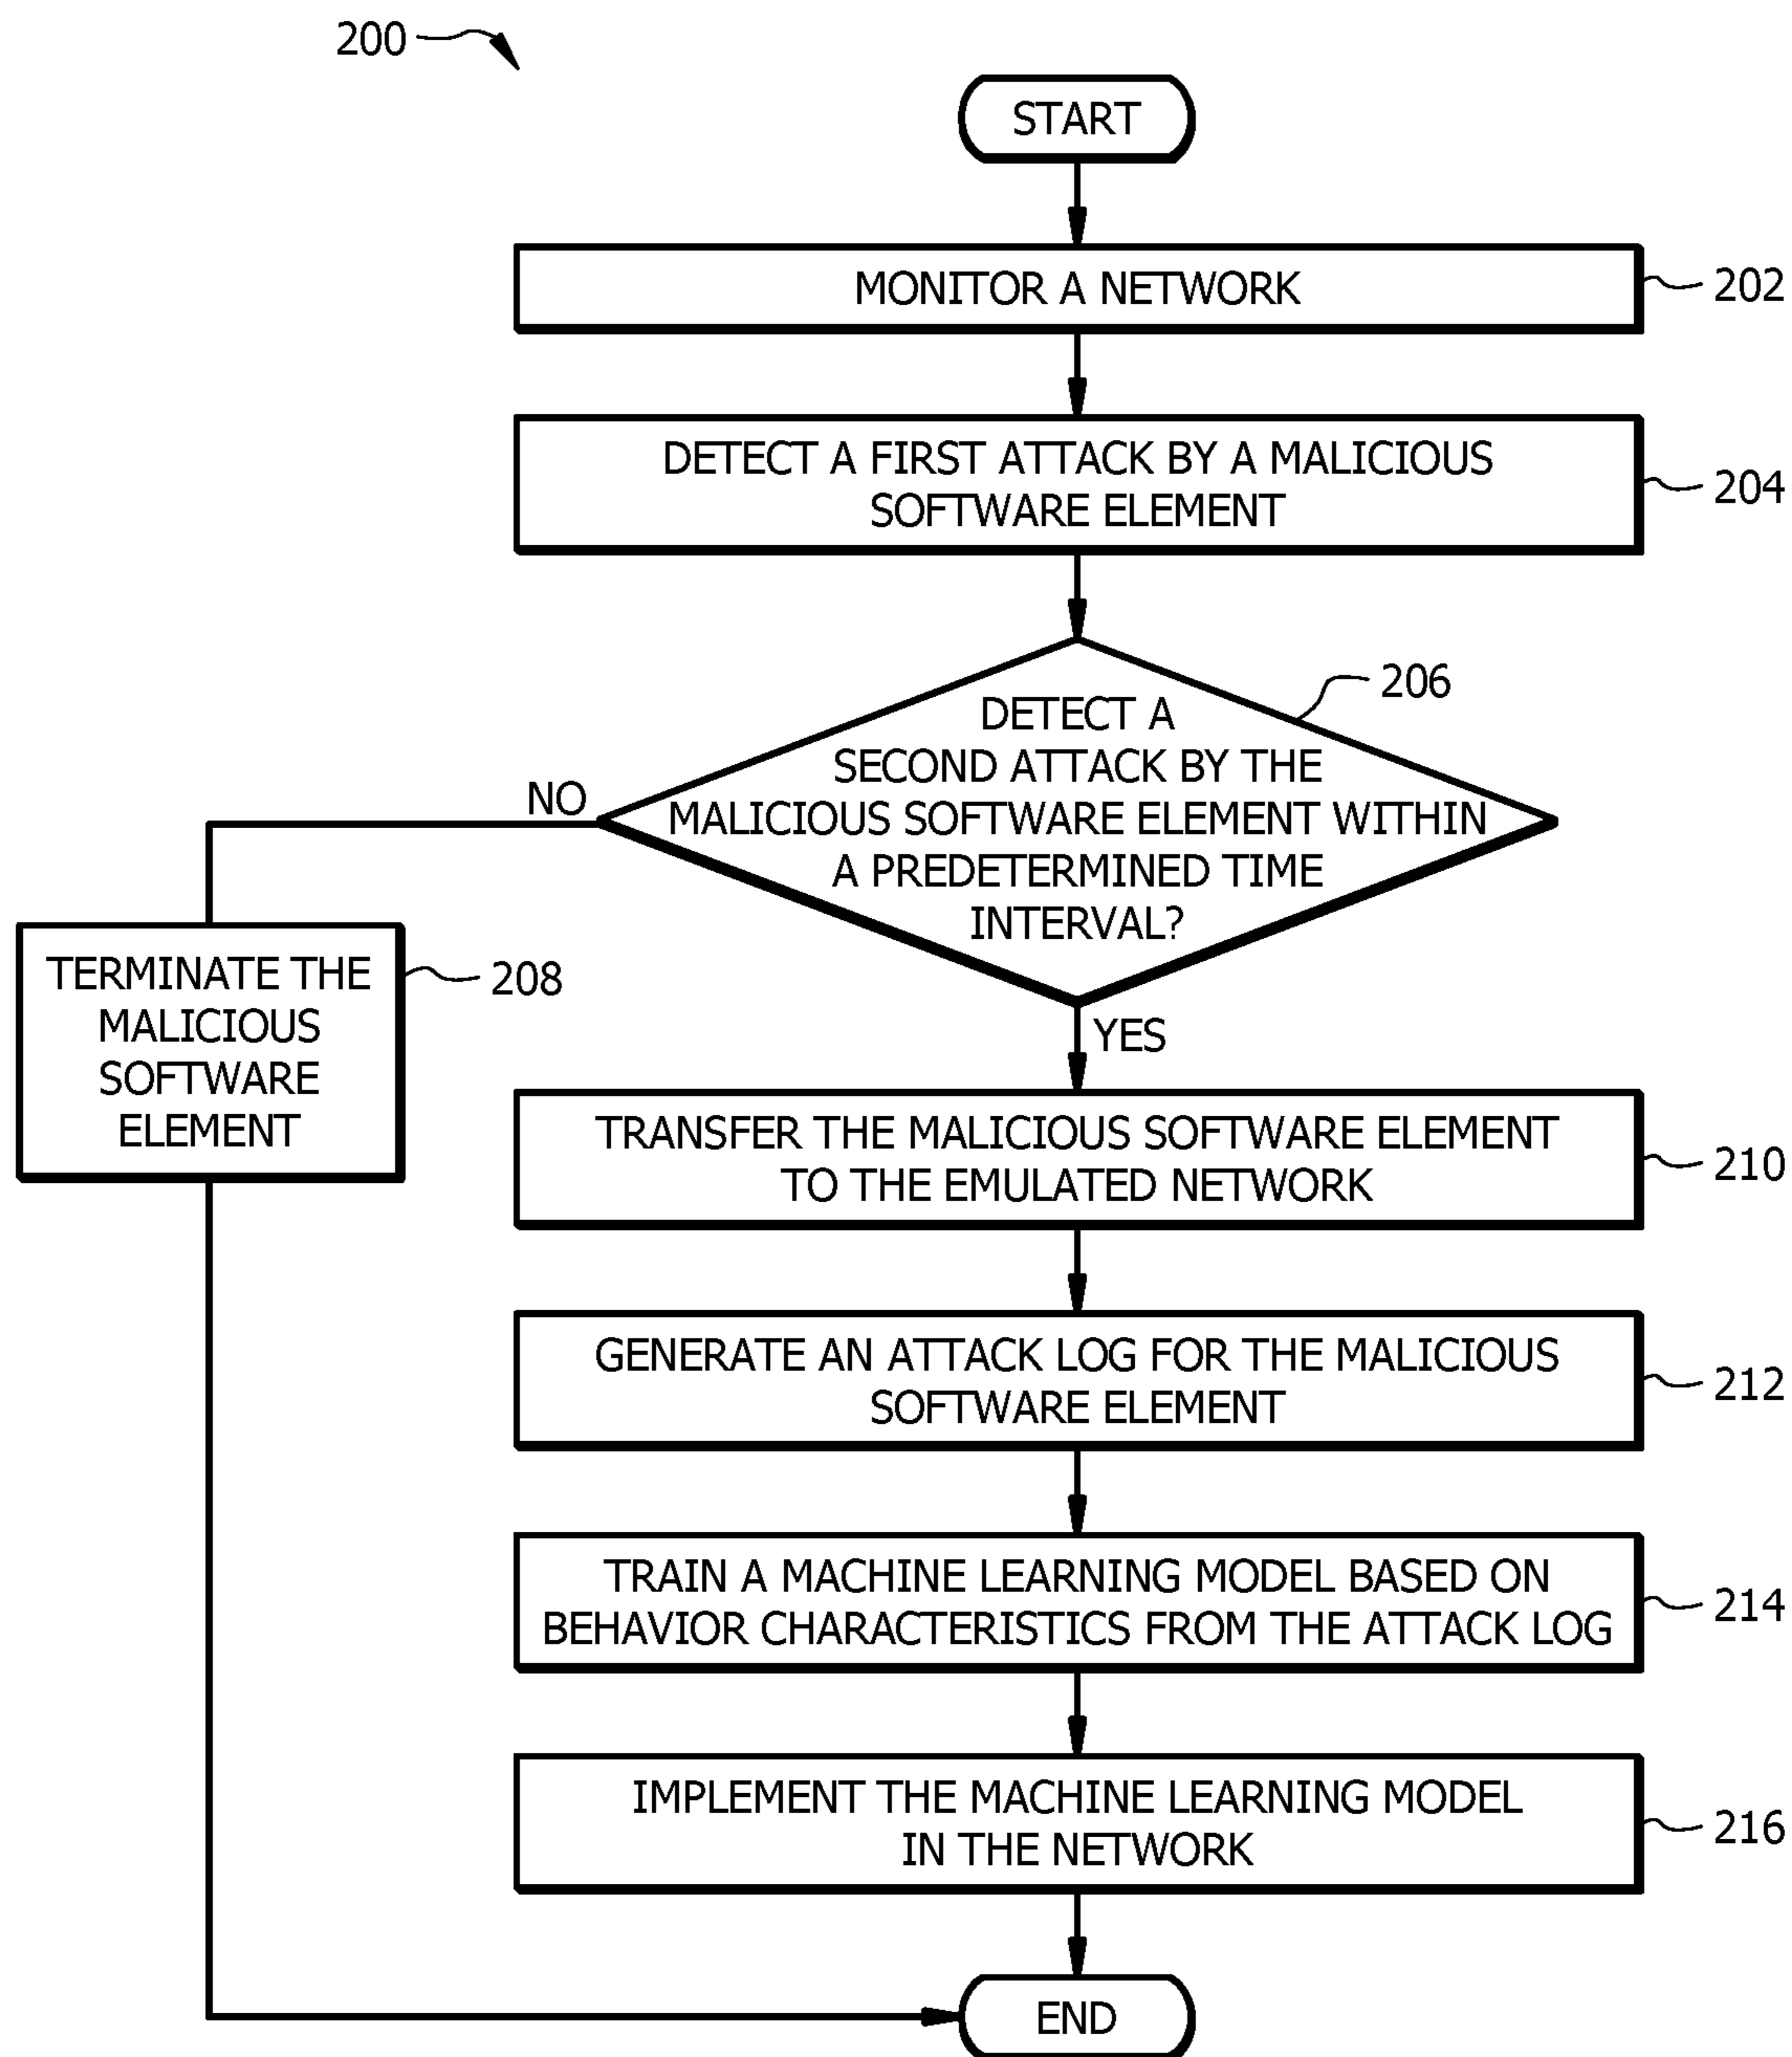 200
START
MONITOR A NETWORK
202
DETECT A FIRST ATTACK BY A MALICIOUS
SOFTWARE ELEMENT
204
206
DETECT A
SECOND ATTACK BY THE
MALICIOUS SOFTWARE ELEMENT WITHIN
A PREDETERMINED TIME
INTERVAL?
NO
TERMINATE THE
MALICIOUS
SOFTWARE
ELEMENT
208
YES
TRANSFER THE MALICIOUS SOFTWARE ELEMENT
TO THE EMULATED NETWORK
210
GENERATE AN ATTACK LOG FOR THE MALICIOUS
SOFTWARE ELEMENT
212
TRAIN A MACHINE LEARNING MODEL BASED ON
BEHAVIOR CHARACTERISTICS FROM THE ATTACK LOG
214
IMPLEMENT THE MACHINE LEARNING MODEL
IN THE NETWORK
216
END